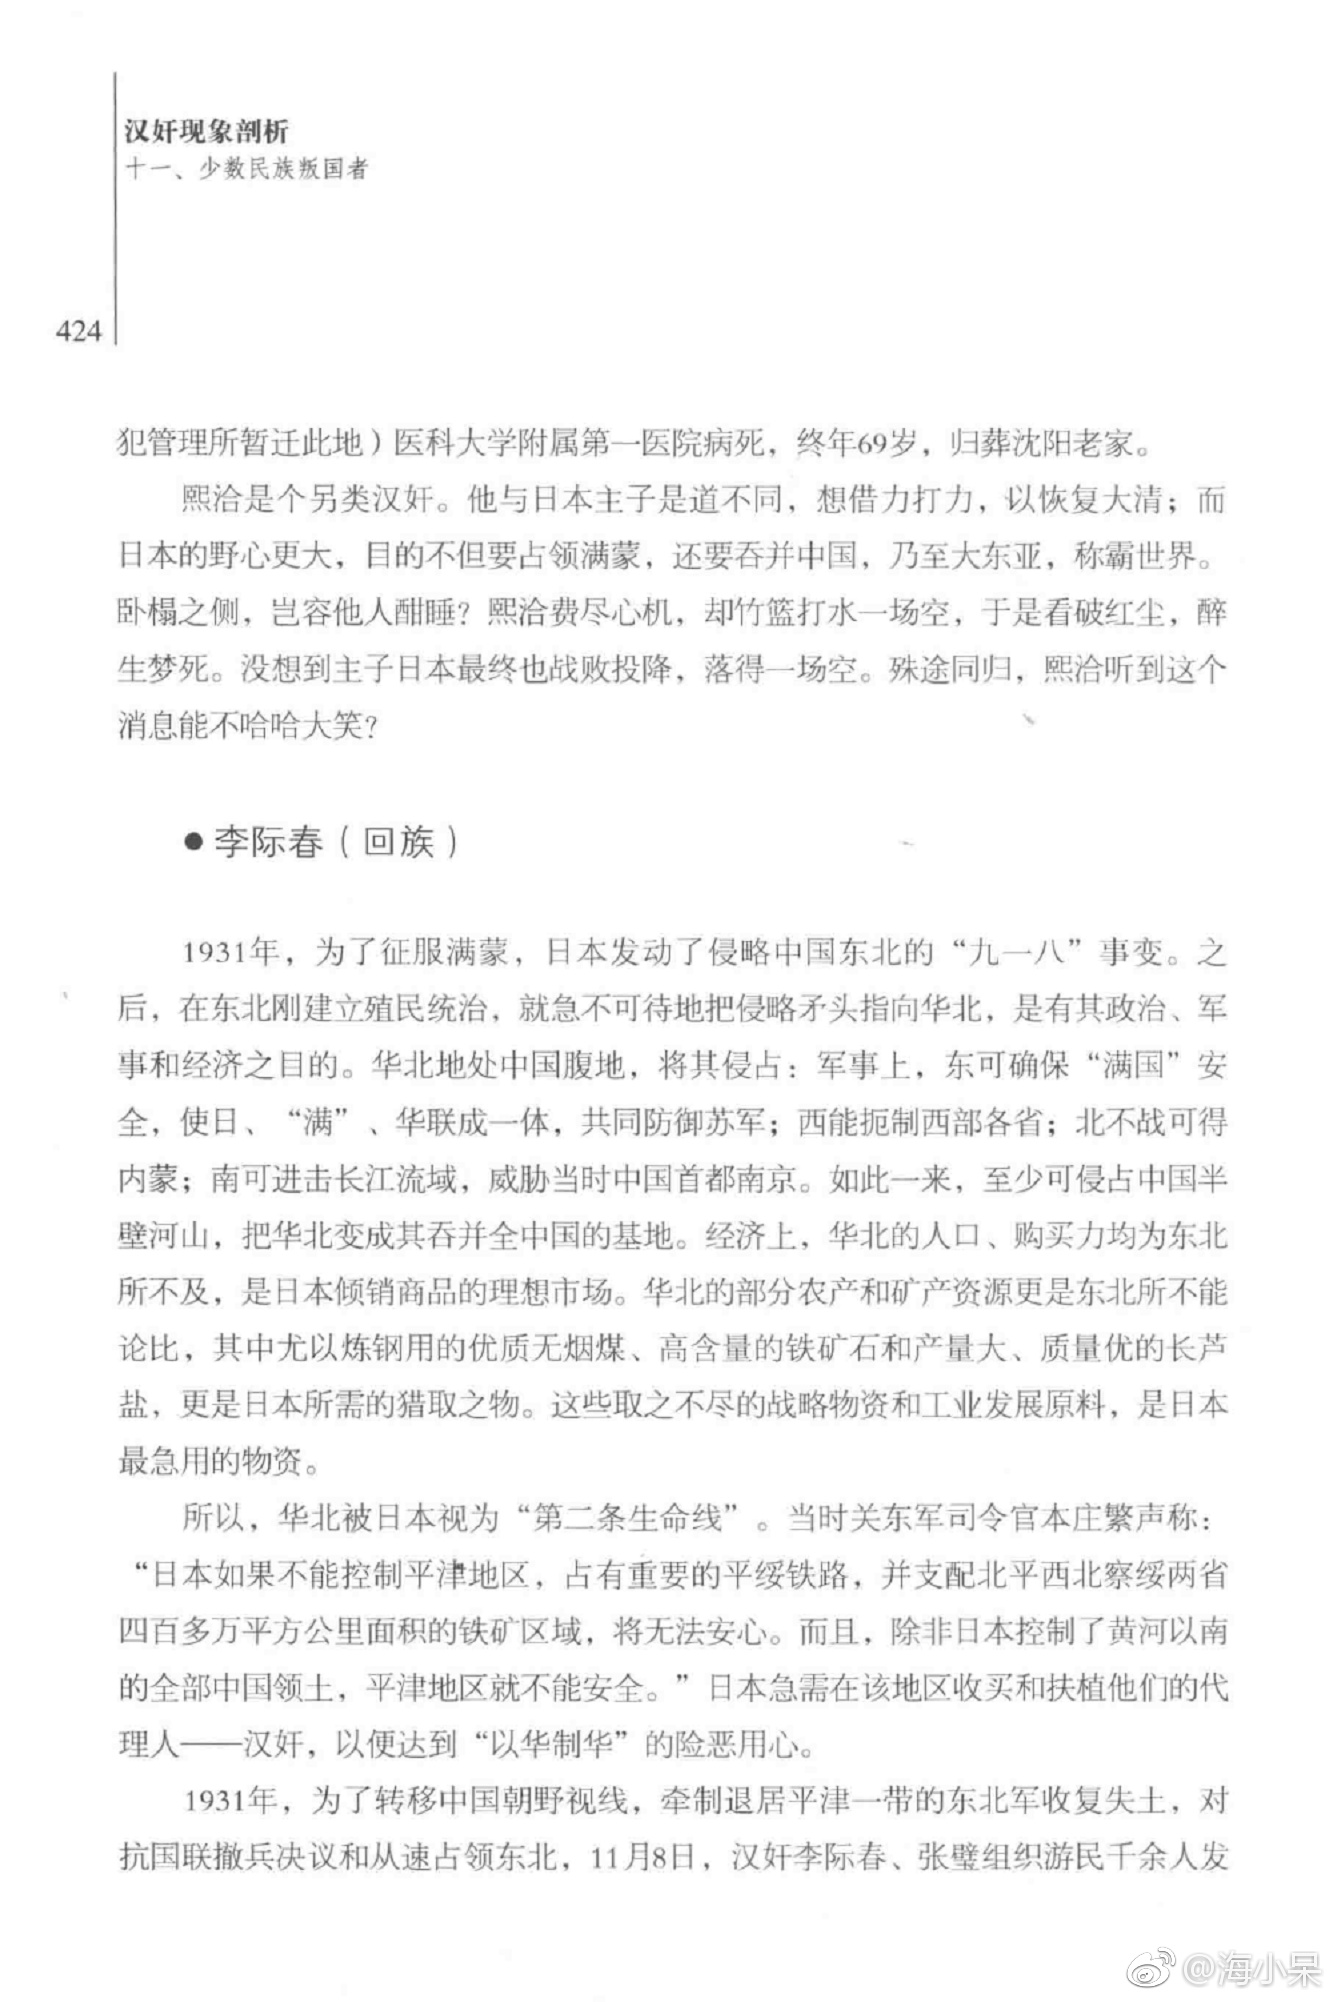 汉奸现象剖析
十一、少数民族叛国者
424
犯管理所暂迁此地）医科大学附属第一医院病死，终年69岁，归葬沈阳老家。
熙洽是个另类汉奸。他与日本主子是道不同，想借力打力，以恢复大清；而
日本的野心更大，目的不但要占领满蒙，还要吞并中国，乃至大东亚，称霸世界。
卧榻之侧，岂容他人酣睡？熙洽费尽心机，却竹篮打水一场空，于是看破红尘，醉
生梦死。没想到主子日本最终也战败投降，落得一场空。殊途同归，熙洽听到这个
消息能不哈哈大笑？
●李际春（回族）
1931年，为了征服满蒙，日本发动了侵略中国东北的“九一八”事变。之
后，在东北刚建立殖民统治，就急不可待地把侵略矛头指向华北，是有其政治、军
事和经济之目的。华北地处中国腹地，将其侵占：军事上，东可确保“满国”安
全，使日、“满”、华联成一体，共同防御苏军；西能扼制西部各省；北不战可得
内蒙；南可进击长江流域，威胁当时中国首都南京。如此一来，至少可侵占中国半
壁河山，把华北变成其吞并全中国的基地。经济上，华北的人口、购买力均为东北
所不及，是日本倾销商品的理想市场。华北的部分农产和矿产资源更是东北所不能
论比，其中尤以炼钢用的优质无烟煤、高含量的铁矿石和产量大、质量优的长芦
盐，更是日本所需的猎取之物。这些取之不尽的战略物资和工业发展原料，是日本
最急用的物资。
所以，华北被日本视为“第二条生命线”。当时关东军司令官本庄繁声称：
“日本如果不能控制平津地区，占有重要的平绥铁路，并支配北平西北察绥两省
四百多万平方公里面积的铁矿区域，将无法安心。而且，除非日本控制了黄河以南
的全部中国领土，平津地区就不能安全。”日本急需在该地区收买和扶植他们的代
理人——汉奸，以便达到“以华制华”的险恶用心。
1931年，为了转移中国朝野视线，牵制退居平津一带的东北军收复失土，对
抗国联撤兵决议和从速占领东北，11月8日，汉奸李际春、张璧组织游民千余人发
@海小呆